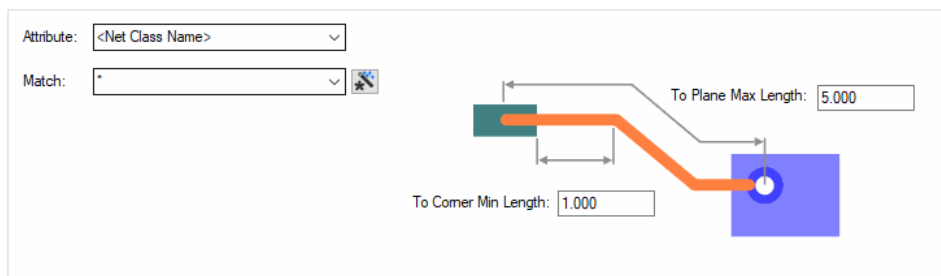 Attribute: <Net Class Name>
Match: *
To Plane Max Length: 5.000
To Corner Min Length: 1.000